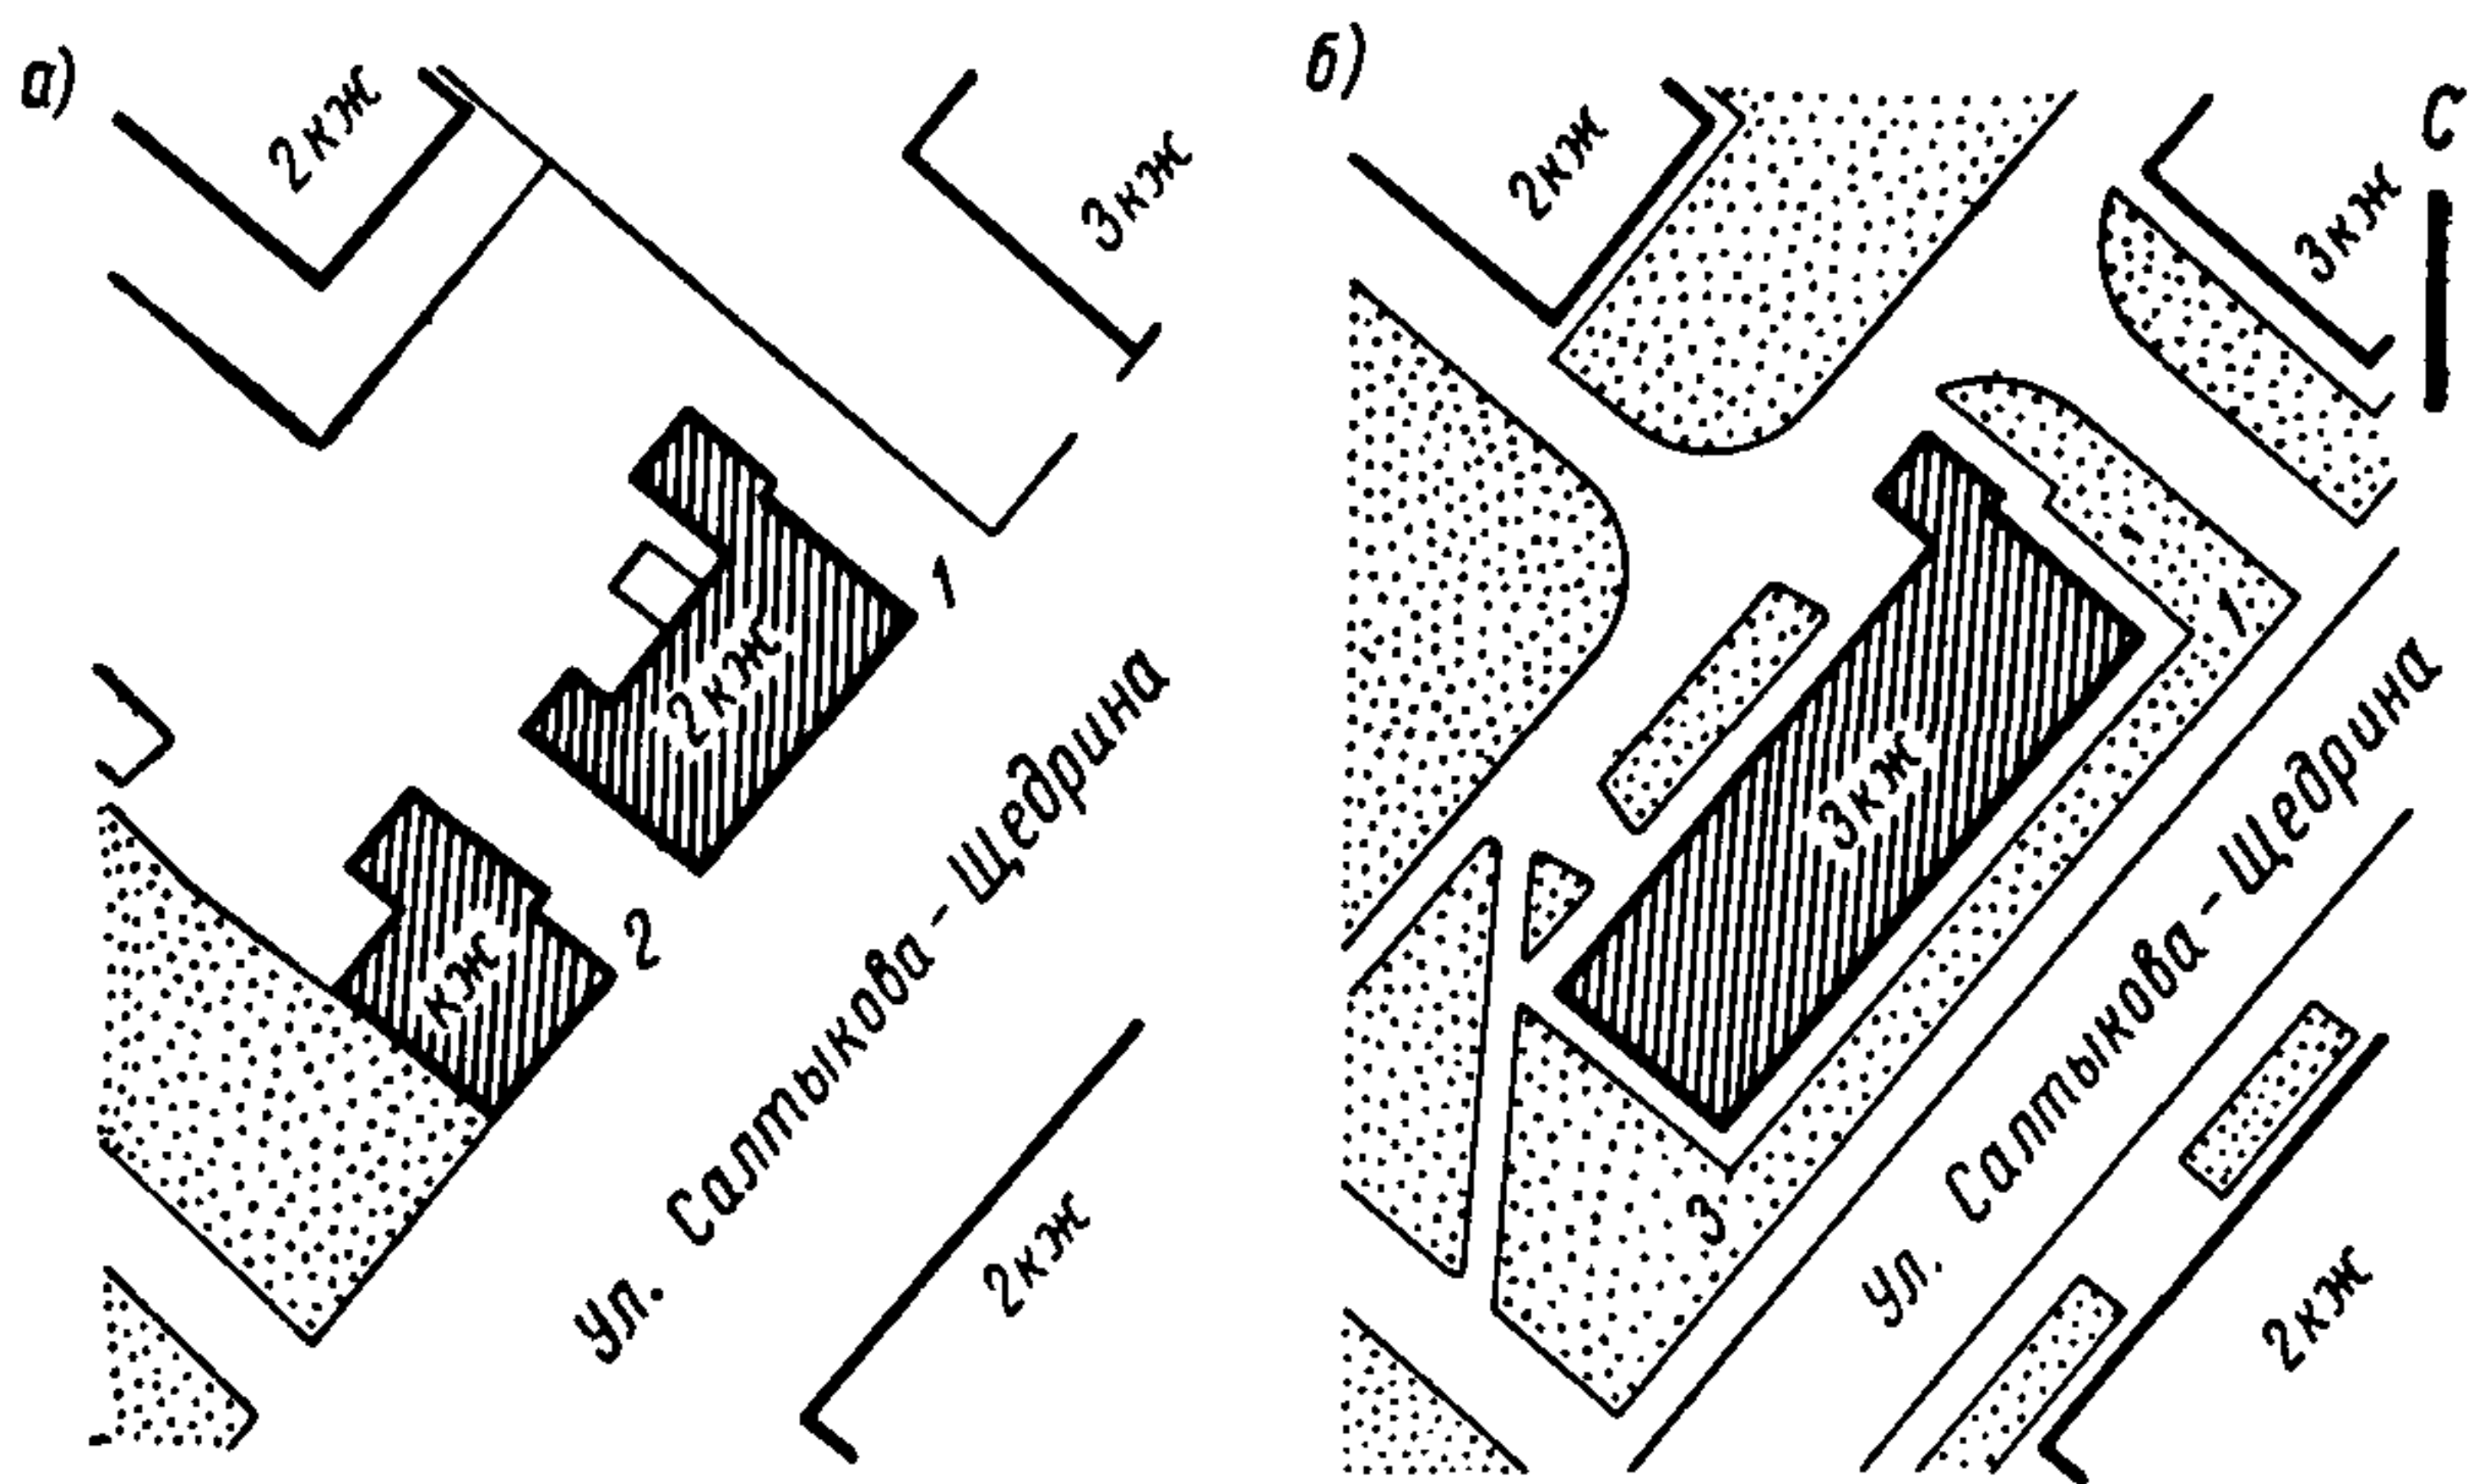 а)
2кж
3кж
1
2кж
2
кж
ул. Салтыкова - Щедрина
2кж
б)
С
2кж
3кж
1
3кж
3
ул. Салтыкова - Щедрина
2кж